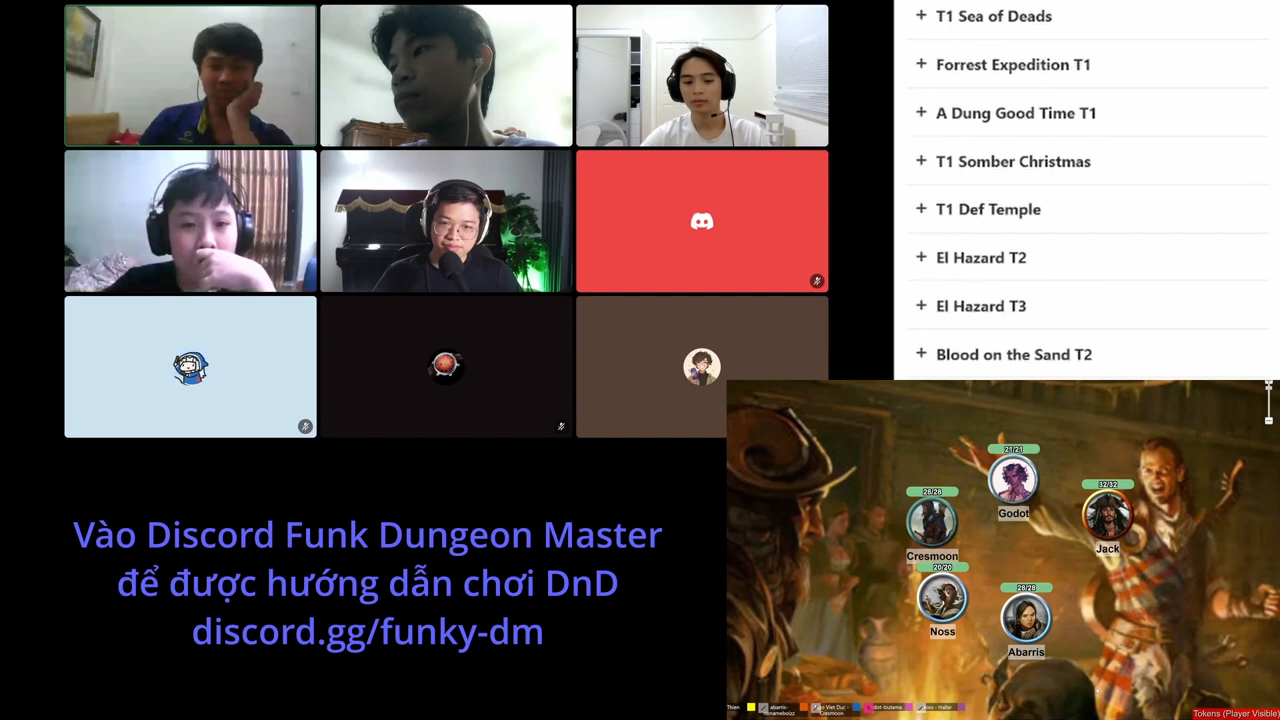 T1 Sea of Deads
Forrest Expedition T1
A Dung Good Time T1
T1 Somber Christmas
T1 Def Temple
El Hazard T2
El Hazard T3
Blood on the Sand T2
Vào Discord Funk Dungeon Master
để được hướng dẫn chơi DnD
discord.gg/funky-dm
21/21
Godot
28/28
Cresmoon
32/32
Jack
20/20
Noss
28/28
Abarris
Tokens (Player Visible)